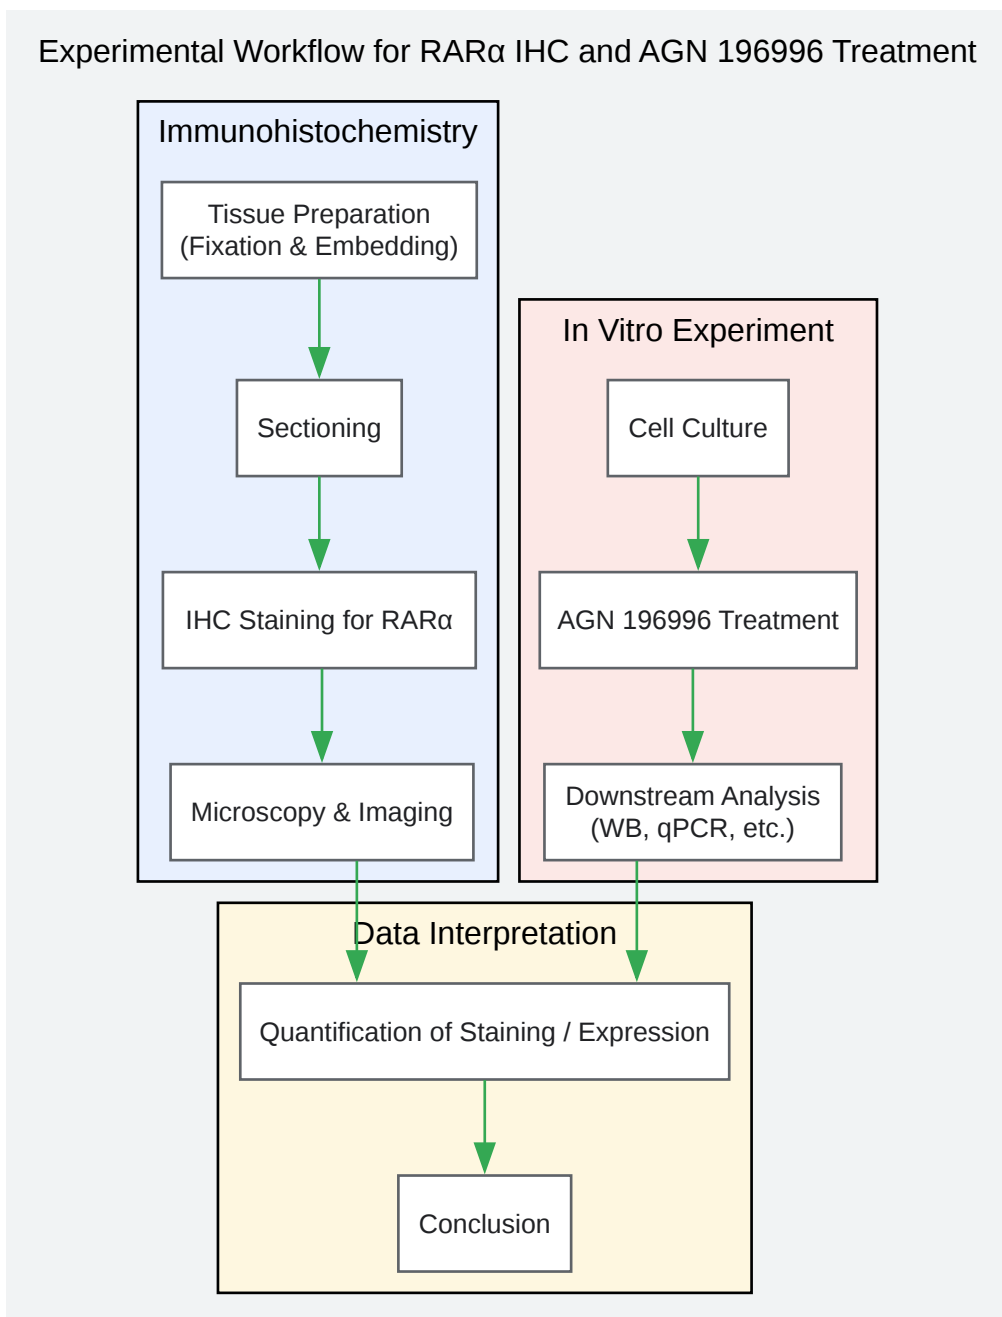 Experimental Workflow for RARα IHC and AGN 196996 Treatment
Immunohistochemistry
Tissue Preparation
(Fixation & Embedding)
Sectioning
IHC Staining for RARα
Microscopy & Imaging
In Vitro Experiment
Cell Culture
AGN 196996 Treatment
Downstream Analysis
(WB, qPCR, etc.)
Data Interpretation
Quantification of Staining / Expression
Conclusion